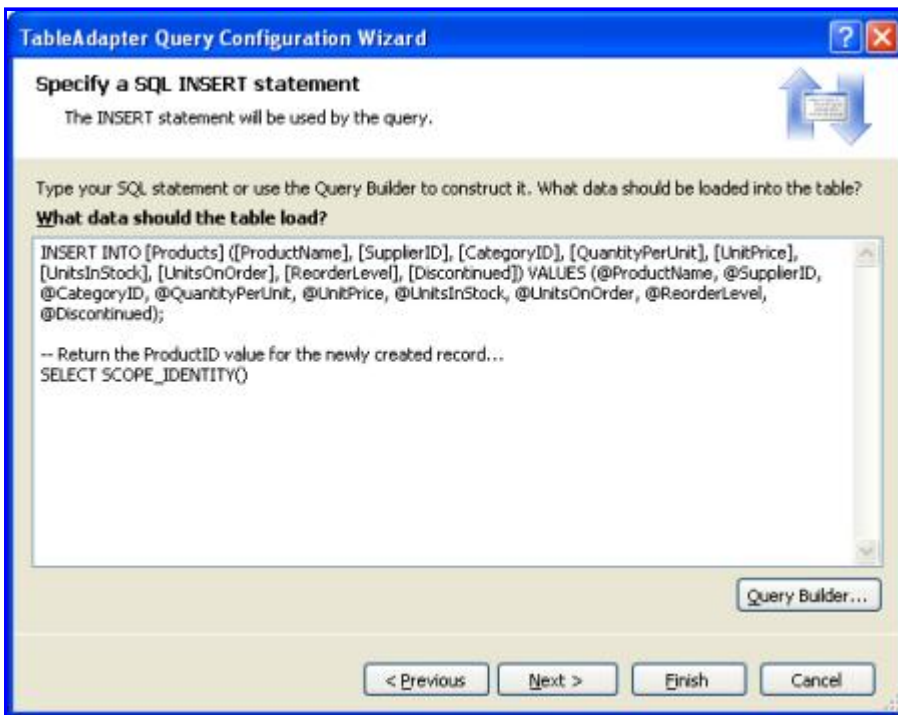 TableAdapter Query Configuration Wizard
Specify a SQL INSERT statement
The INSERT statement will be used by the query.
Type your SQL statement or use the Query Builder to construct it. What data should be loaded into the table?
What data should the table load?
INSERT INTO [Products] ([ProductName], [SupplierID], [CategoryID], [QuantityPerUnit], [UnitPrice],
[UnitsInStock], [UnitsOnOrder], [ReorderLevel], [Discontinued]) VALUES (@ProductName, @SupplierID,
@CategoryID, @QuantityPerUnit, @UnitPrice, @UnitsInStock, @UnitsOnOrder, @ReorderLevel,
@Discontinued);
-- Return the ProductID value for the newly created record...
SELECT SCOPE_IDENTITY()
Query Builder...
< Previous Next > Finish Cancel